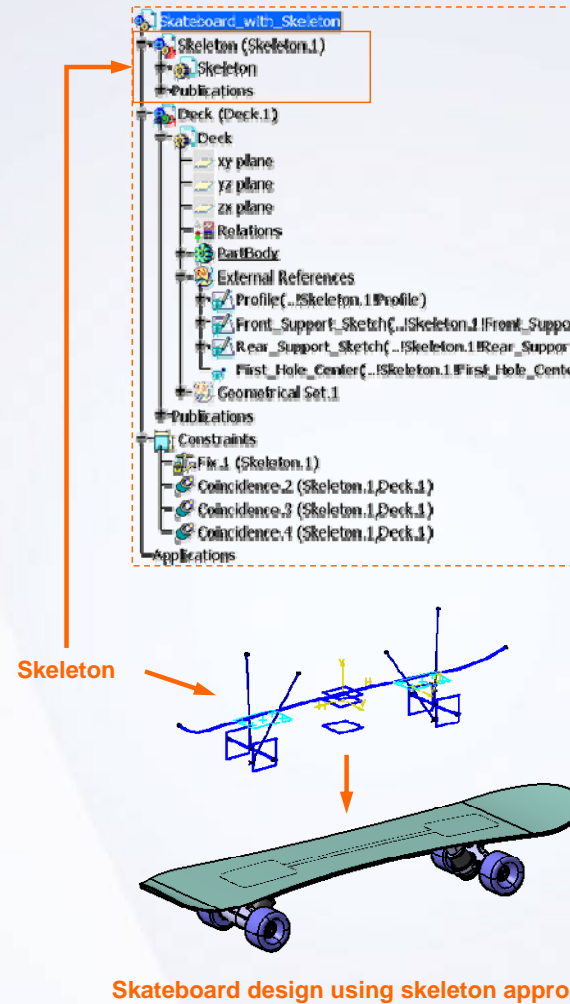 Skateboard_with_Skeleton
Skeleton (Skeleton.1)
Skeleton
Publications
Deck (Deck.1)
Deck
xy plane
yz plane
zx plane
Relations
PartBody
External References
Profile(..!Skeleton.1!Profile)
Front_Support_Sketch(..!Skeleton.1!Front_Suppo
Rear_Support_Sketch(..!Skeleton.1!Rear_Support
First_Hole_Center(..!Skeleton.1!First_Hole_Cente
Geometrical Set.1
Publications
Constraints
Fix.1 (Skeleton.1)
Coincidence.2 (Skeleton.1,Deck.1)
Coincidence.3 (Skeleton.1,Deck.1)
Coincidence.4 (Skeleton.1,Deck.1)
Applications
Skeleton
Y
H
Skateboard design using skeleton appro